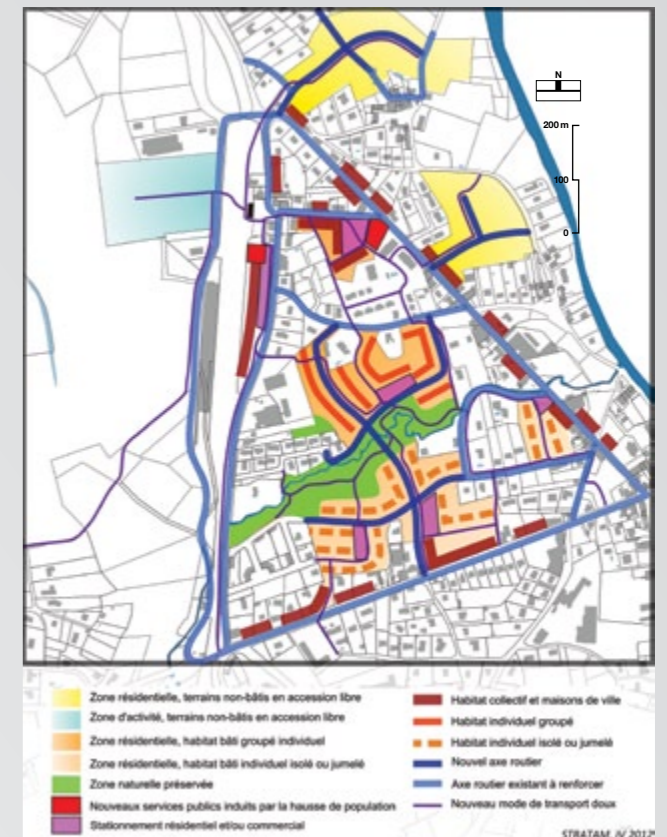 N
200 m
100
0
Zone résidentielle, terrains non-bâtis en accession libre
Zone d'activité, terrains non-bâtis en accession libre
Zone résidentielle, habitat bâti groupé individuel
Zone résidentielle, habitat bâti individuel isolé ou jumelé
Zone naturelle préservée
Nouveaux services publics induits par la hausse de population
Stationnement résidentiel et/ou commercial
Habitat collectif et maisons de ville
Habitat individuel groupé
Habitat individuel isolé ou jumelé
Nouvel axe routier
Axe routier existant à renforcer
Nouveau mode de transport doux
STRATAM, IV 2012